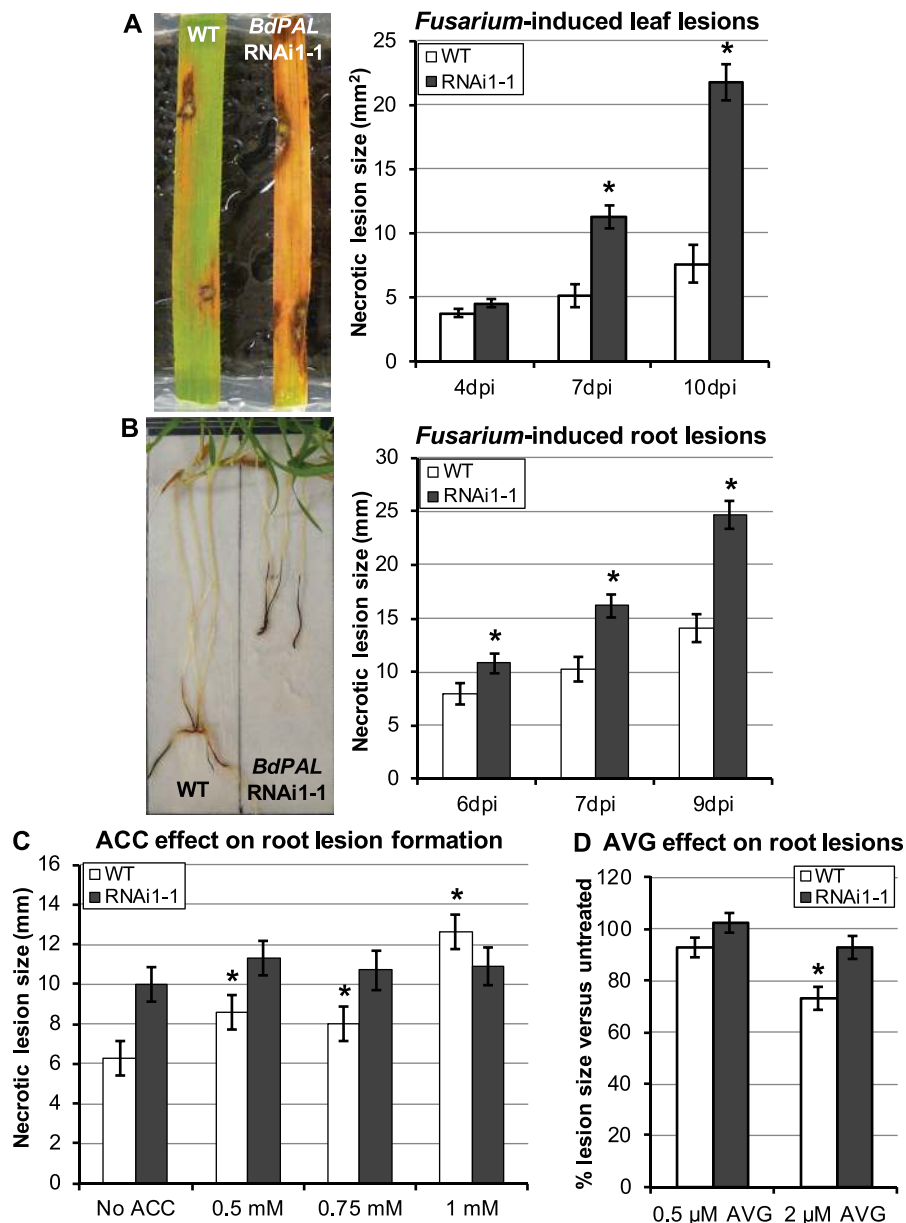 A
WT
BdPAL
RNAi1-1
Fusarium-induced leaf lesions
WT
RNAi1-1
Necrotic lesion size (mm²)
25
20
15
10
5
0
*
*
4dpi 7dpi 10dpi
B
WT
BdPAL
RNAi1-1
Fusarium-induced root lesions
WT
RNAi1-1
Necrotic lesion size (mm)
30
25
20
15
10
5
0
*
*
*
6dpi 7dpi 9dpi
C ACC effect on root lesion formation
WT
RNAi1-1
Necrotic lesion size (mm)
16
14
12
10
8
6
4
2
0
*
*
*
No ACC 0.5 mM 0.75 mM 1 mM
D AVG effect on root lesions
WT
RNAi1-1
% lesion size versus untreated
120
100
80
60
40
20
0
*
0.5 µM AVG 2 µM AVG